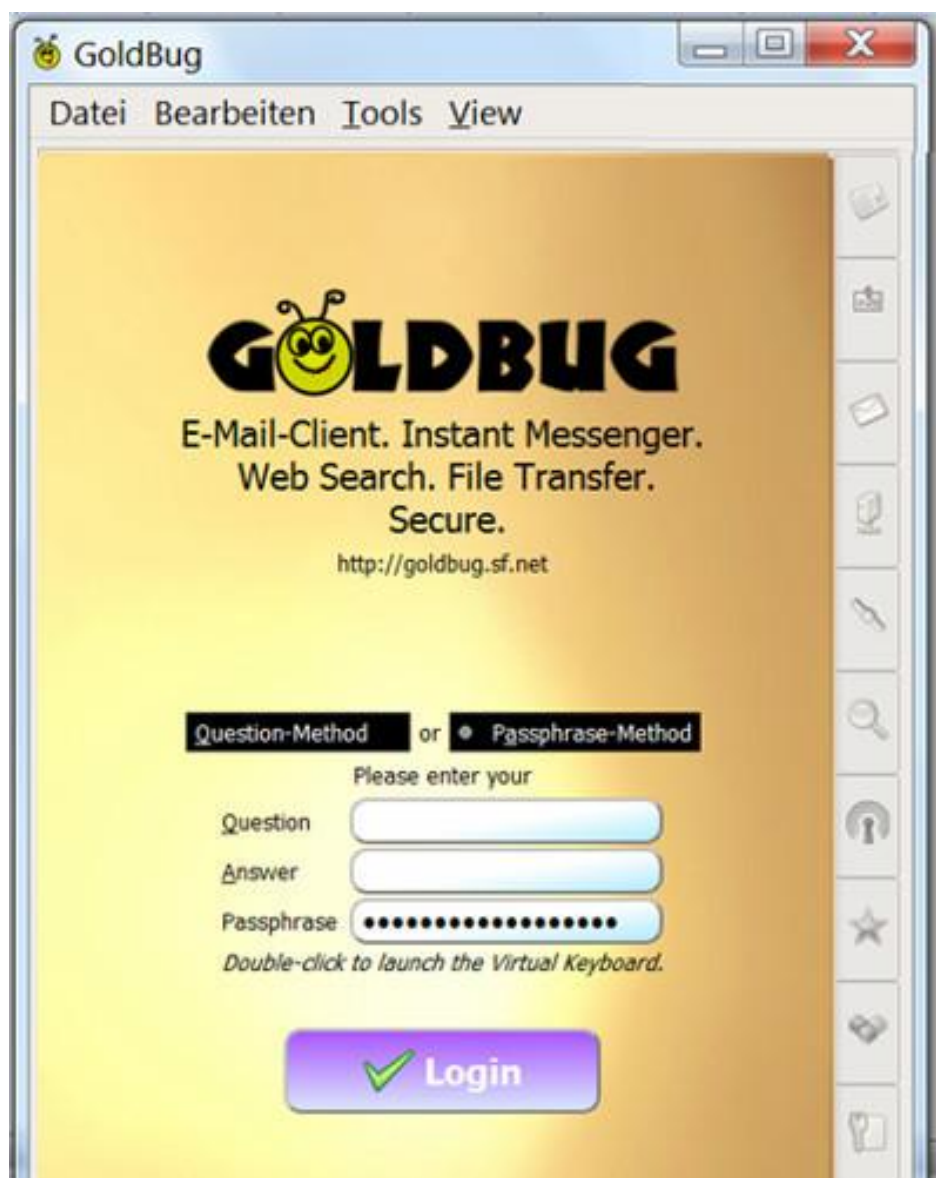 GoldBug
Datei Bearbeiten Tools View
GOLDBUG
E-Mail-Client. Instant Messenger.
Web Search. File Transfer.
Secure.
http://goldbug.sf.net
Question-Method or Passphrase-Method
Please enter your
Question
Answer
Passphrase ••••••••••••••••••
Double-click to launch the Virtual Keyboard.
Login